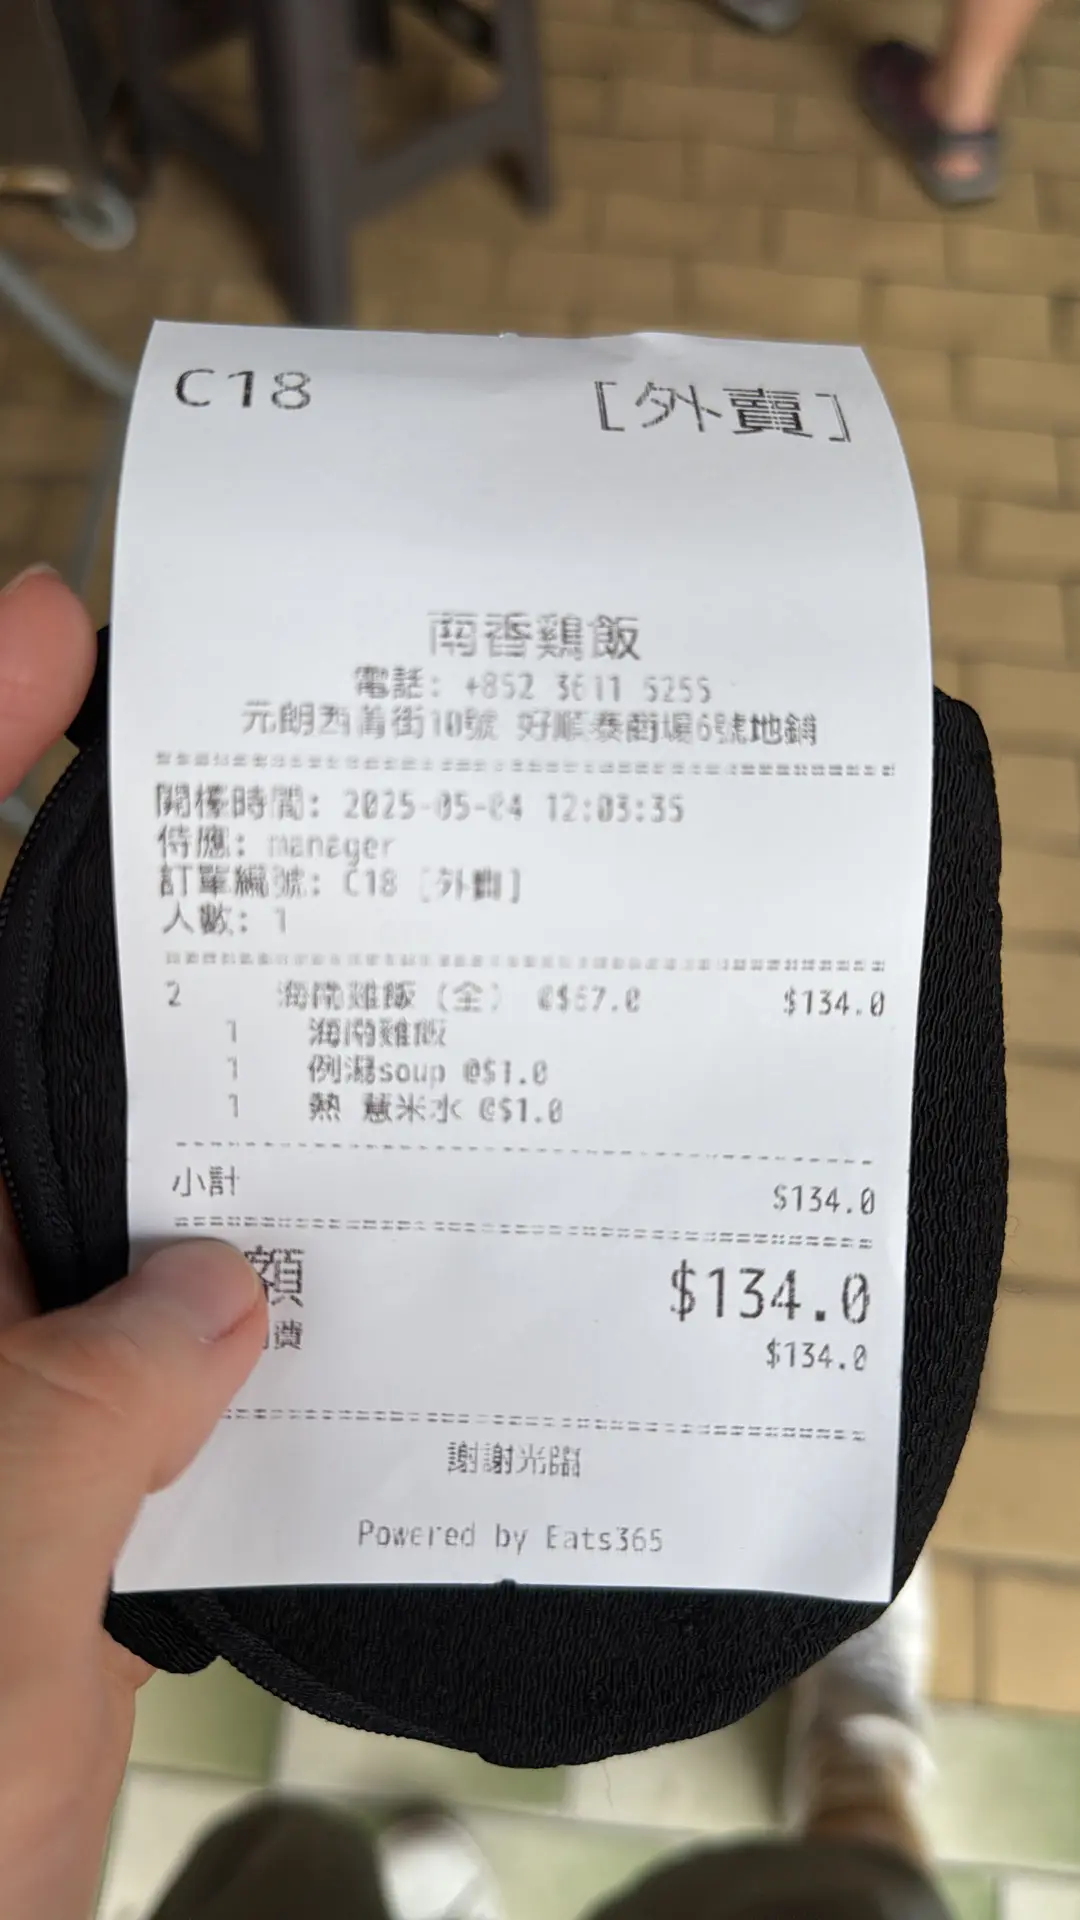 C18 [外賣]
南香鷄飯
電話: +852 3611 5255
元朗西菁街10號 好順泰商場6號地鋪
開檯時間: 2025-05-04 12:03:35
侍應: manager
訂單編號: C18 [外賣]
人數: 1
2 海南雞飯 (全) @$67.0 $134.0
1 海南雞飯
1 例湯soup @$1.0
1 熱 薏米水 @$1.0
小計 $134.0
額 $134.0
費 $134.0
謝謝光臨
Powered by Eats365